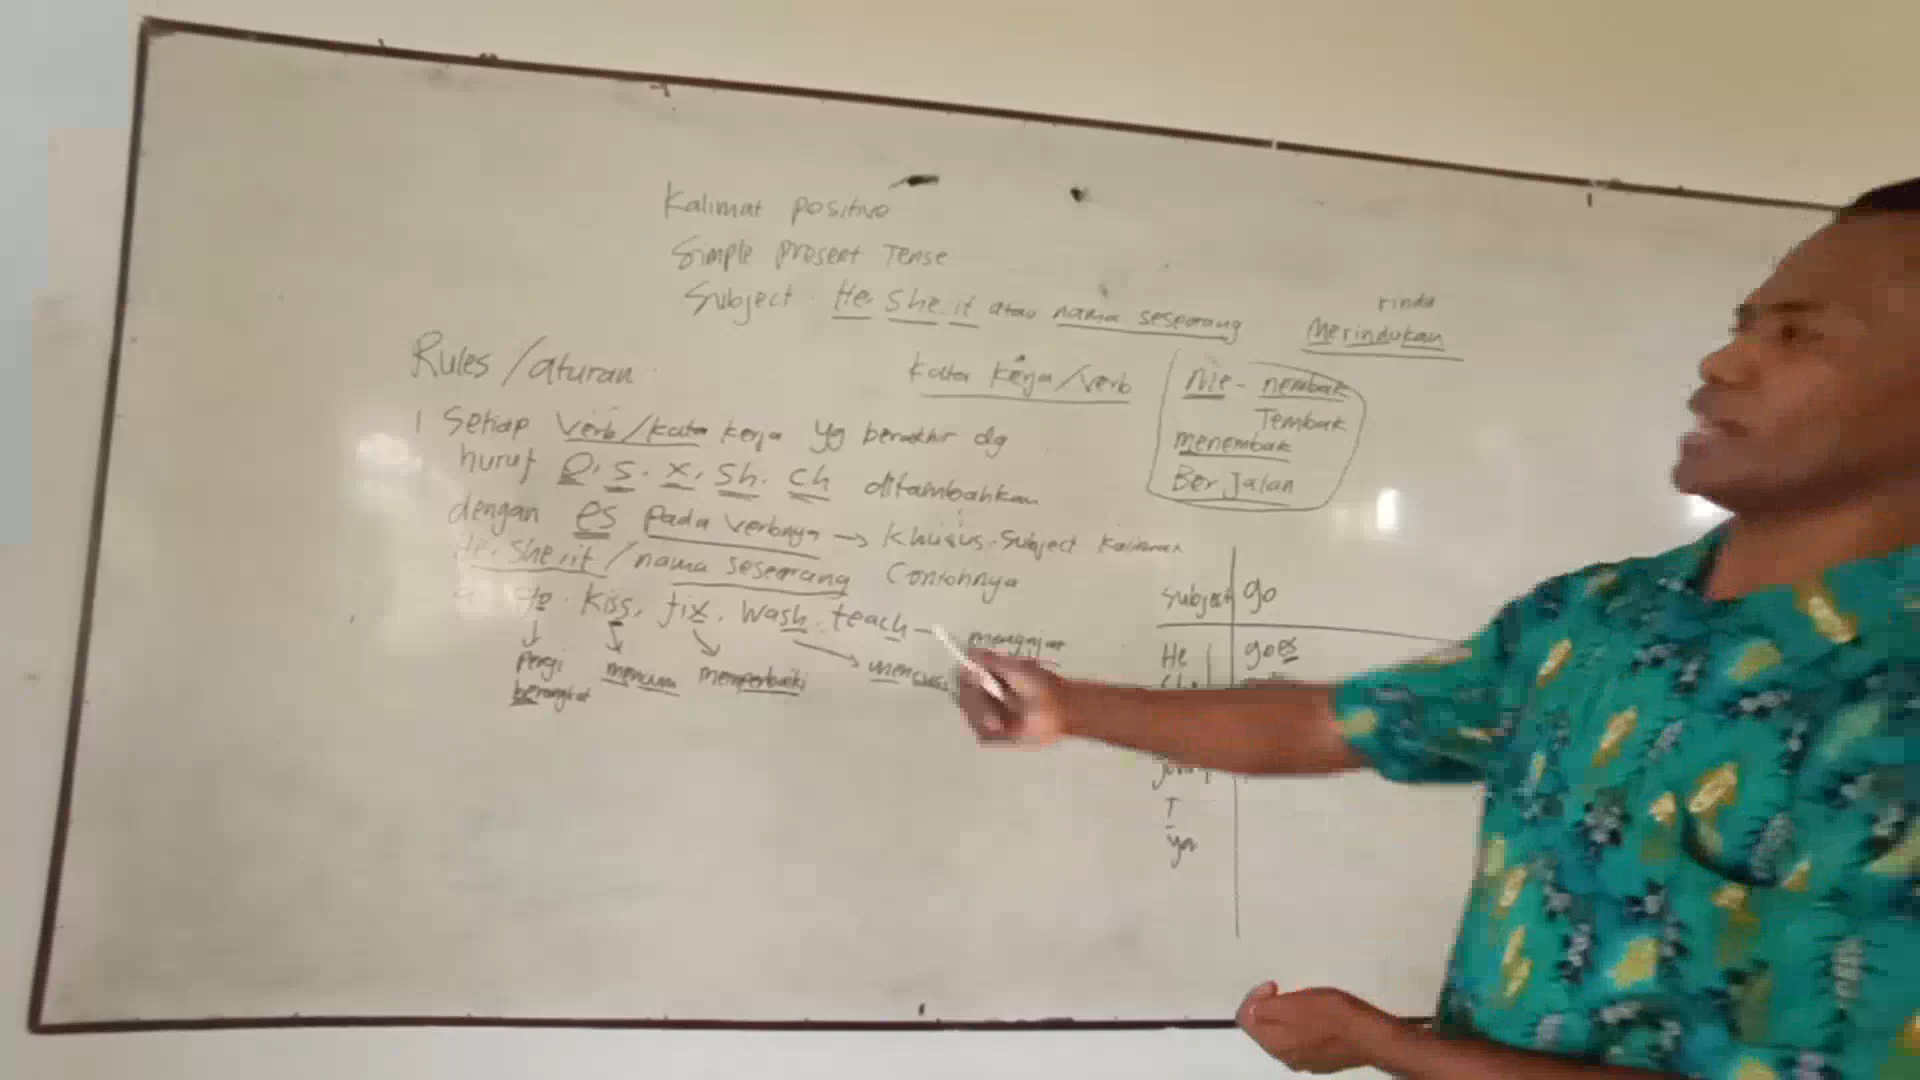 Kalimat positive
Simple present Tense
Subject : He, She, it atau nama seseorang
rindu
Merindukan
Rules / aturan
kata kerja / verb
Me - nembak
Tembak
menembak
Ber Jalan
1 Setiap verb/kata kerja yg berakhir dg
huruf o, s, x, sh, ch ditambahkan
dengan es pada verbnya → khusus subject kalimat
He, she, it / nama seseorang Contohnya
go, kiss, fix, wash, teach
mengajar
pergi
berangkat
mencium
memperbaiki
mencuci
Subject go
He goes
She
I